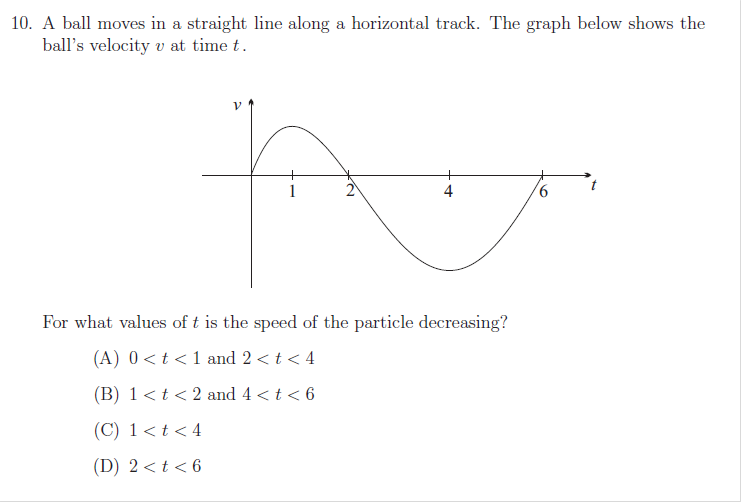 10. A ball moves in a straight line along a horizontal track. The graph below shows the
ball's velocity v at time t.
v
1
2
4
6
t
For what values of t is the speed of the particle decreasing?
(A) 0 < t < 1 and 2 < t < 4
(B) 1 < t < 2 and 4 < t < 6
(C) 1 < t < 4
(D) 2 < t < 6